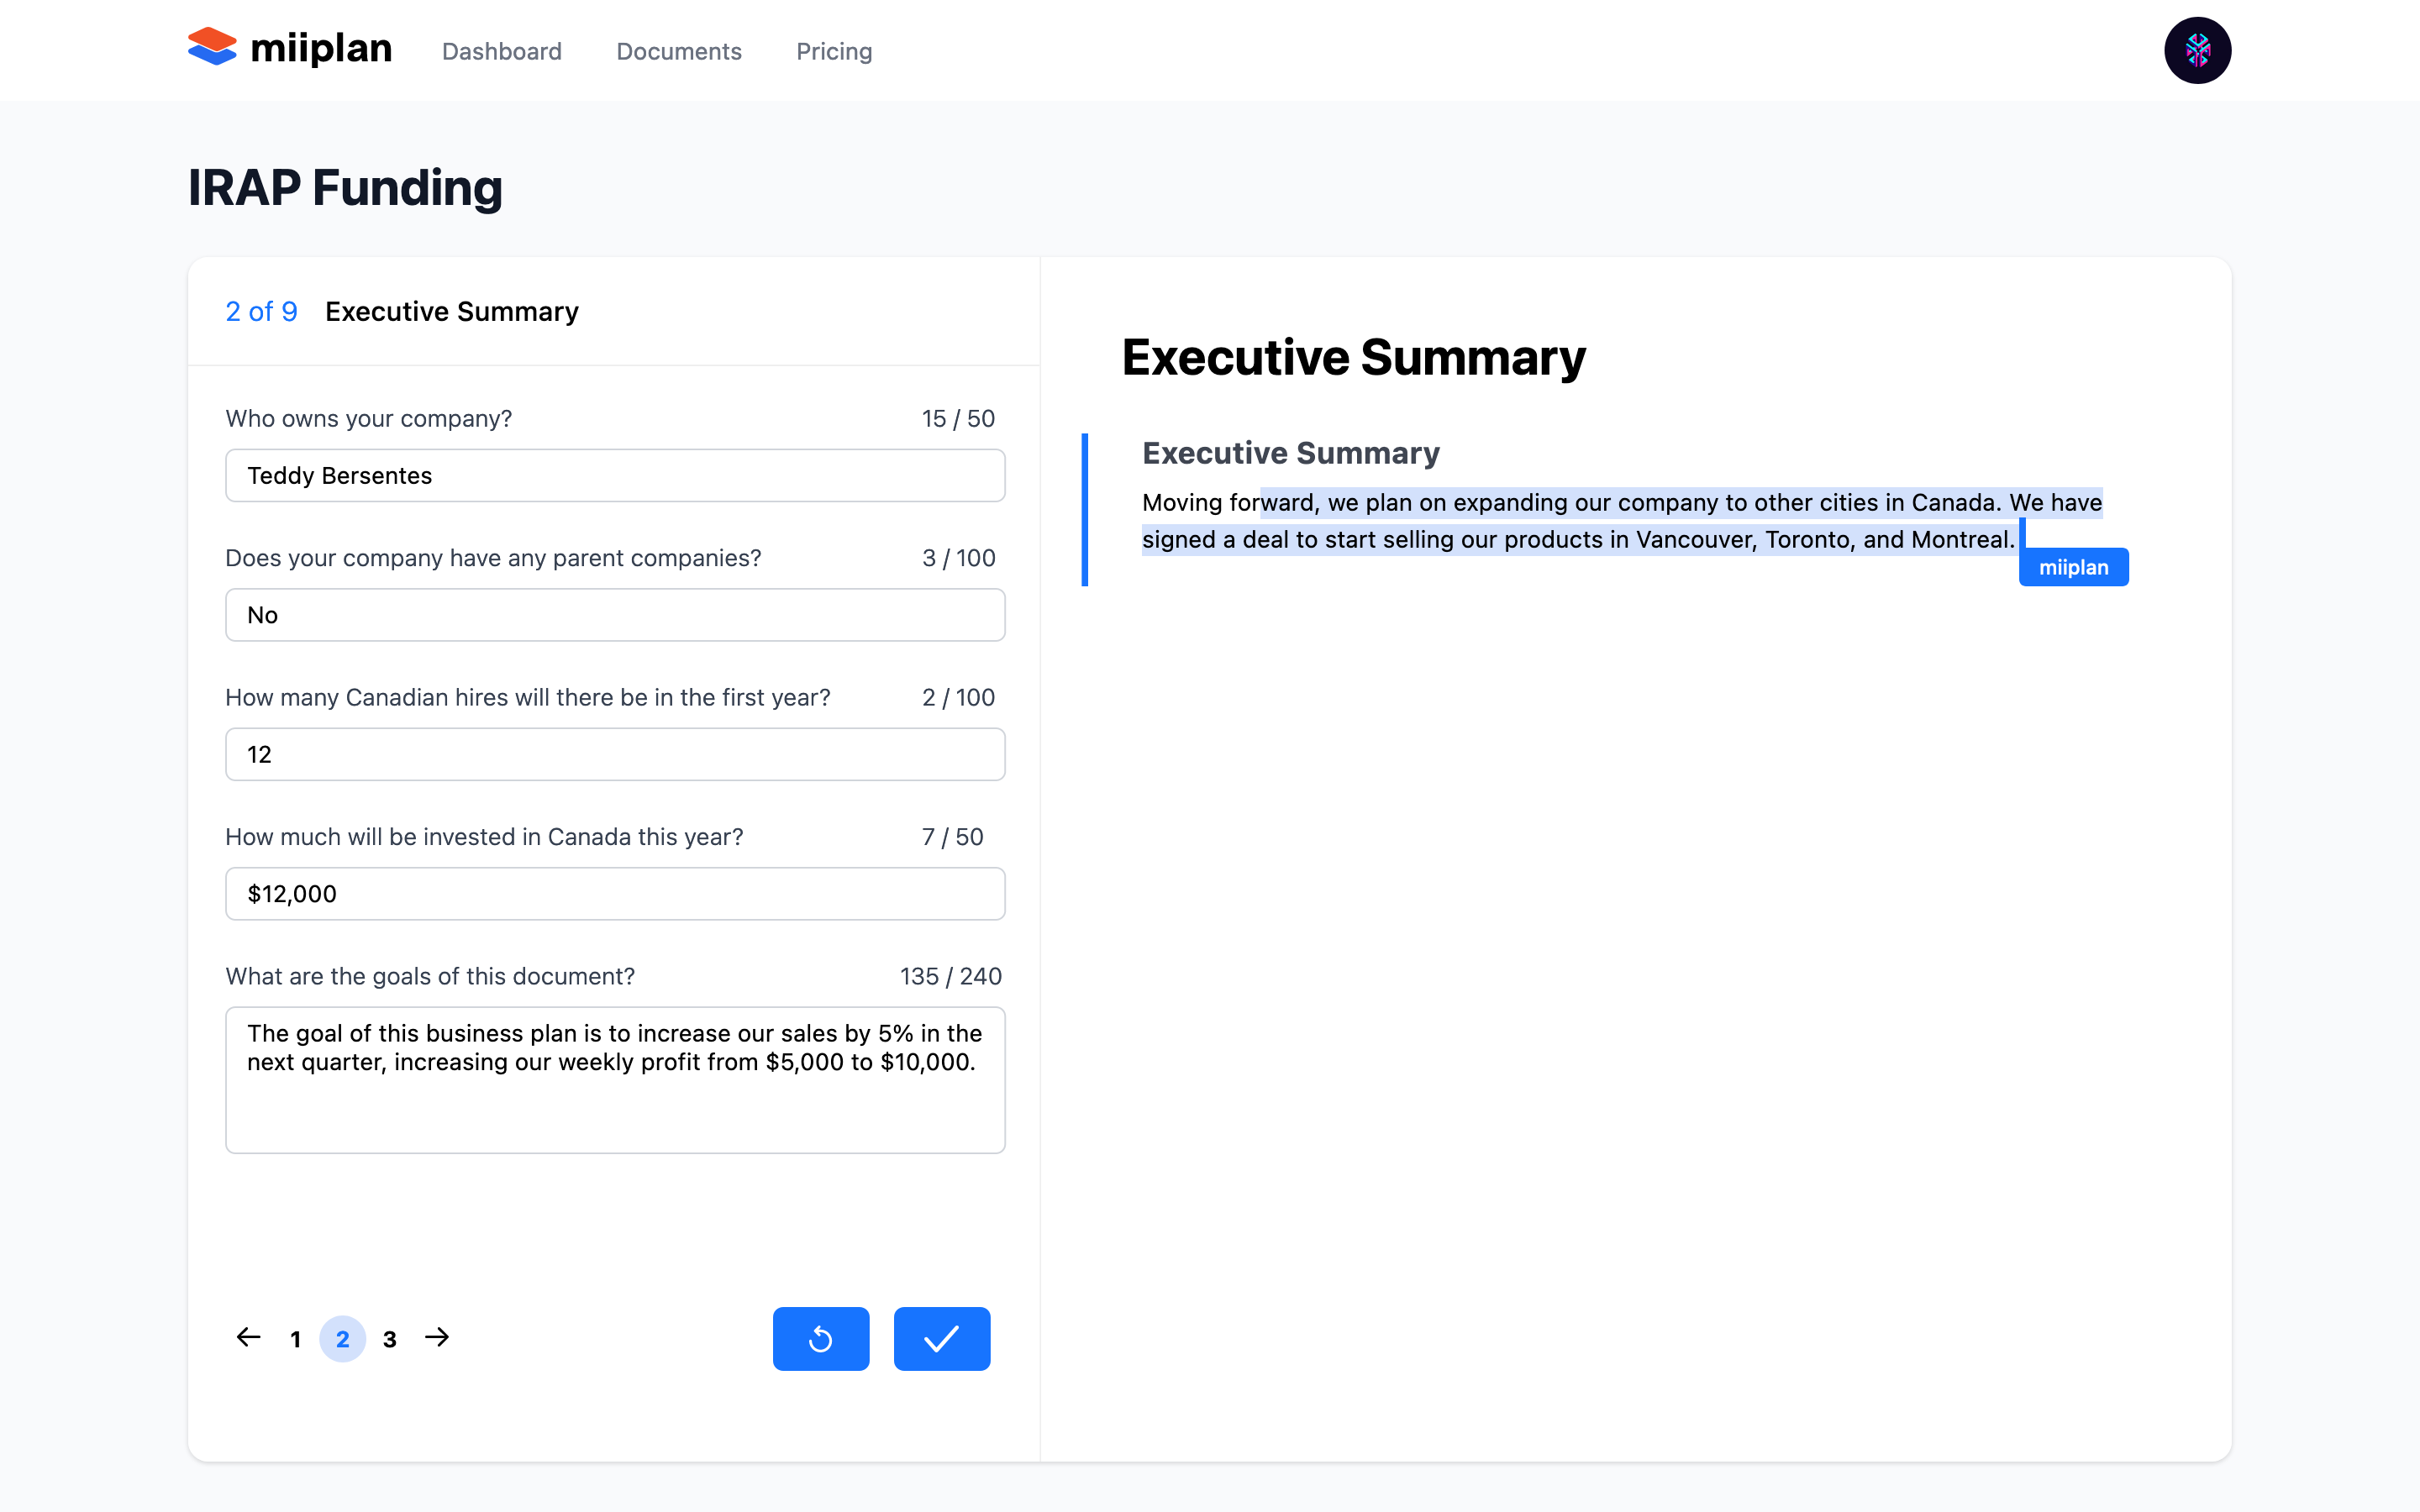 miiplan
Dashboard
Documents
Pricing
IRAP Funding
2 of 9
Executive Summary
Who owns your company?
15 / 50
Teddy Bersentes
Does your company have any parent companies?
3 / 100
No
How many Canadian hires will there be in the first year?
2 / 100
12
How much will be invested in Canada this year?
7 / 50
$12,000
What are the goals of this document?
135 / 240
The goal of this business plan is to increase our sales by 5% in the
next quarter, increasing our weekly profit from $5,000 to $10,000.
1
2
3
Executive Summary
Executive Summary
Moving forward, we plan on expanding our company to other cities in Canada. We have
signed a deal to start selling our products in Vancouver, Toronto, and Montreal.
miiplan